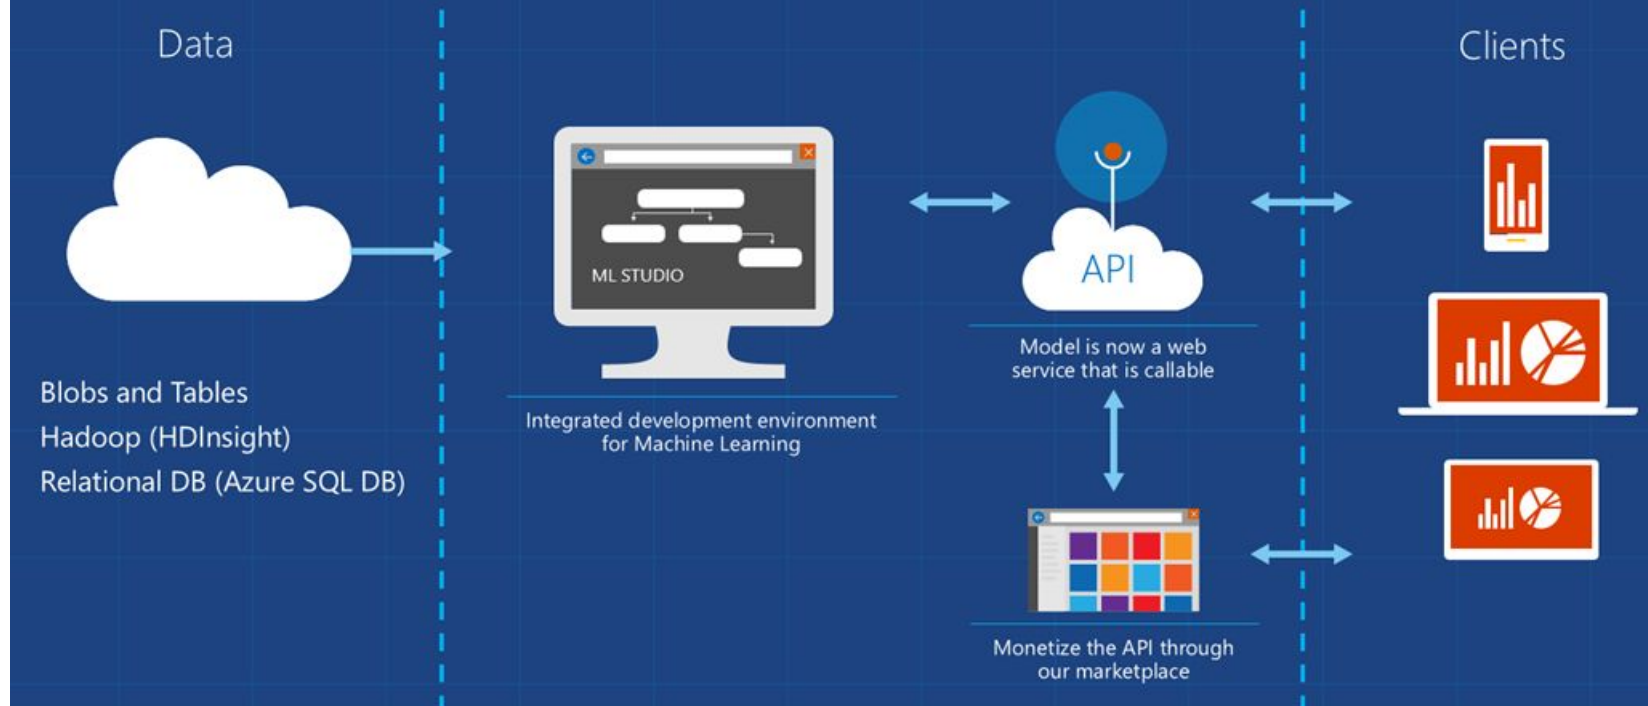 Data
Blobs and Tables
Hadoop (HDInsight)
Relational DB (Azure SQL DB)
ML STUDIO
Integrated development environment
for Machine Learning
API
Model is now a web
service that is callable
Monetize the API through
our marketplace
Clients